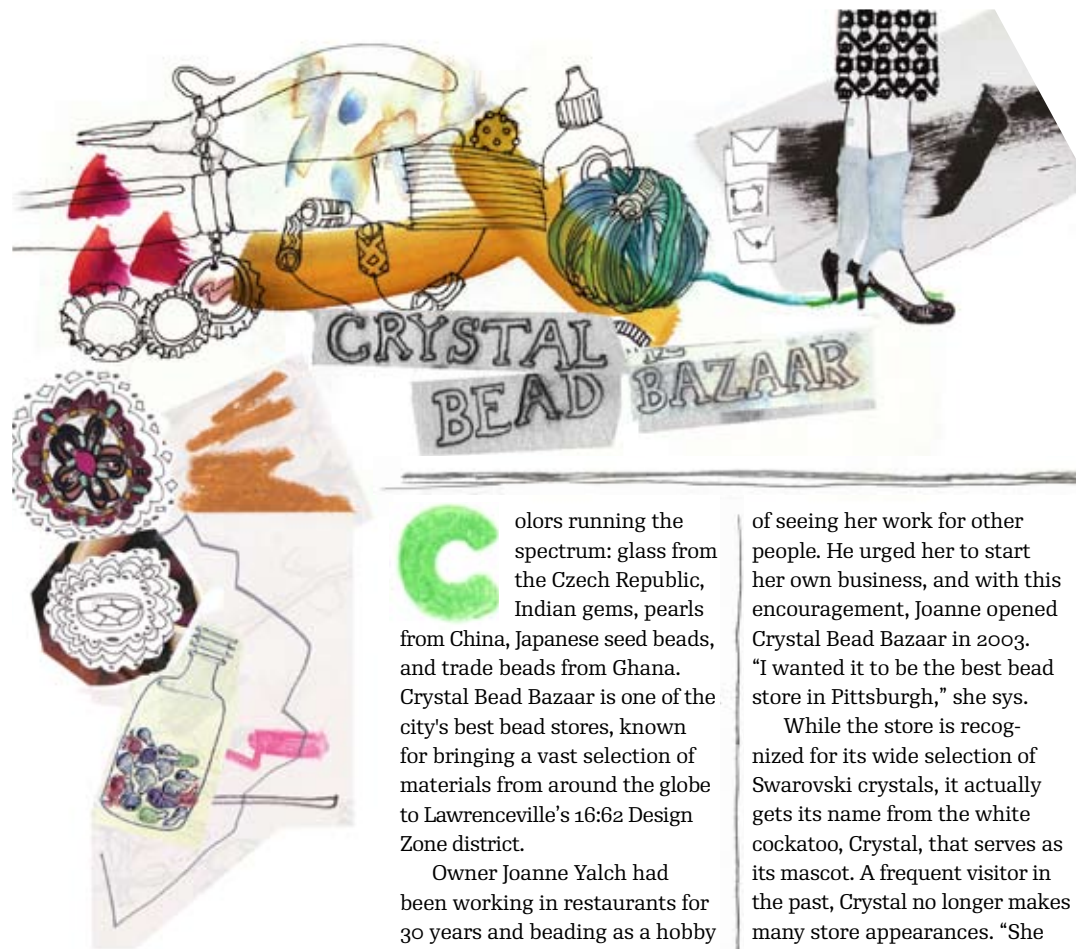 CRYSTAL
BEAD
BAZAAR
Colors running the
spectrum: glass from
the Czech Republic,
Indian gems, pearls
from China, Japanese seed beads,
and trade beads from Ghana.
Crystal Bead Bazaar is one of the
city's best bead stores, known
for bringing a vast selection of
materials from around the globe
to Lawrenceville’s 16:62 Design
Zone district.
Owner Joanne Yalch had
been working in restaurants for
30 years and beading as a hobby
of seeing her work for other
people. He urged her to start
her own business, and with this
encouragement, Joanne opened
Crystal Bead Bazaar in 2003.
“I wanted it to be the best bead
store in Pittsburgh,” she sys.
While the store is recog-
nized for its wide selection of
Swarovski crystals, it actually
gets its name from the white
cockatoo, Crystal, that serves as
its mascot. A frequent visitor in
the past, Crystal no longer makes
many store appearances. “She